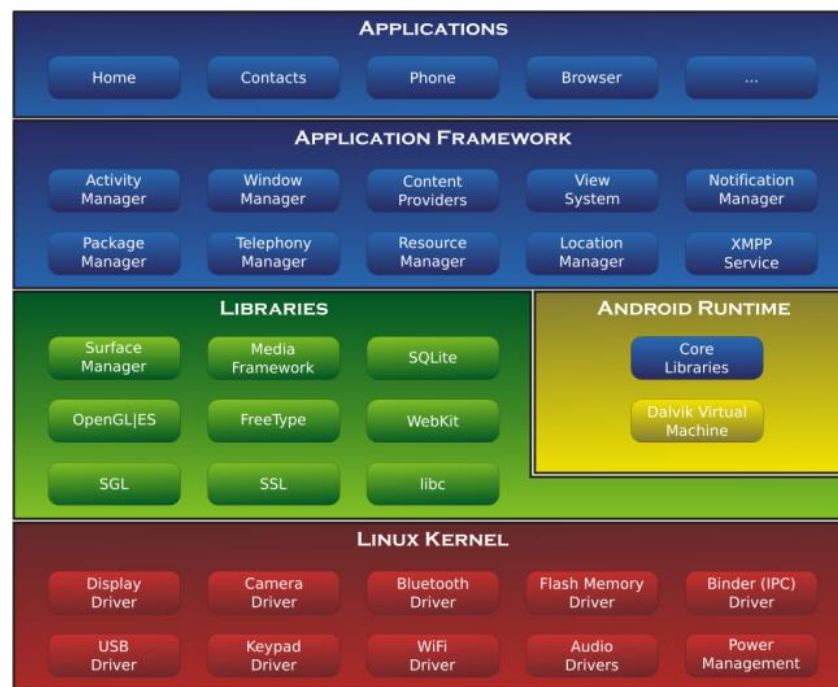 APPLICATIONS
Home
Contacts
Phone
Browser
...
APPLICATION FRAMEWORK
Activity
Manager
Window
Manager
Content
Providers
View
System
Notification
Manager
Package
Manager
Telephony
Manager
Resource
Manager
Location
Manager
XMPP
Service
LIBRARIES
Surface
Manager
Media
Framework
SQLite
OpenGL|ES
FreeType
WebKit
SGL
SSL
libc
ANDROID RUNTIME
Core
Libraries
Dalvik Virtual
Machine
LINUX KERNEL
Display
Driver
Camera
Driver
Bluetooth
Driver
Flash Memory
Driver
Binder (IPC)
Driver
USB
Driver
Keypad
Driver
WiFi
Driver
Audio
Drivers
Power
Management